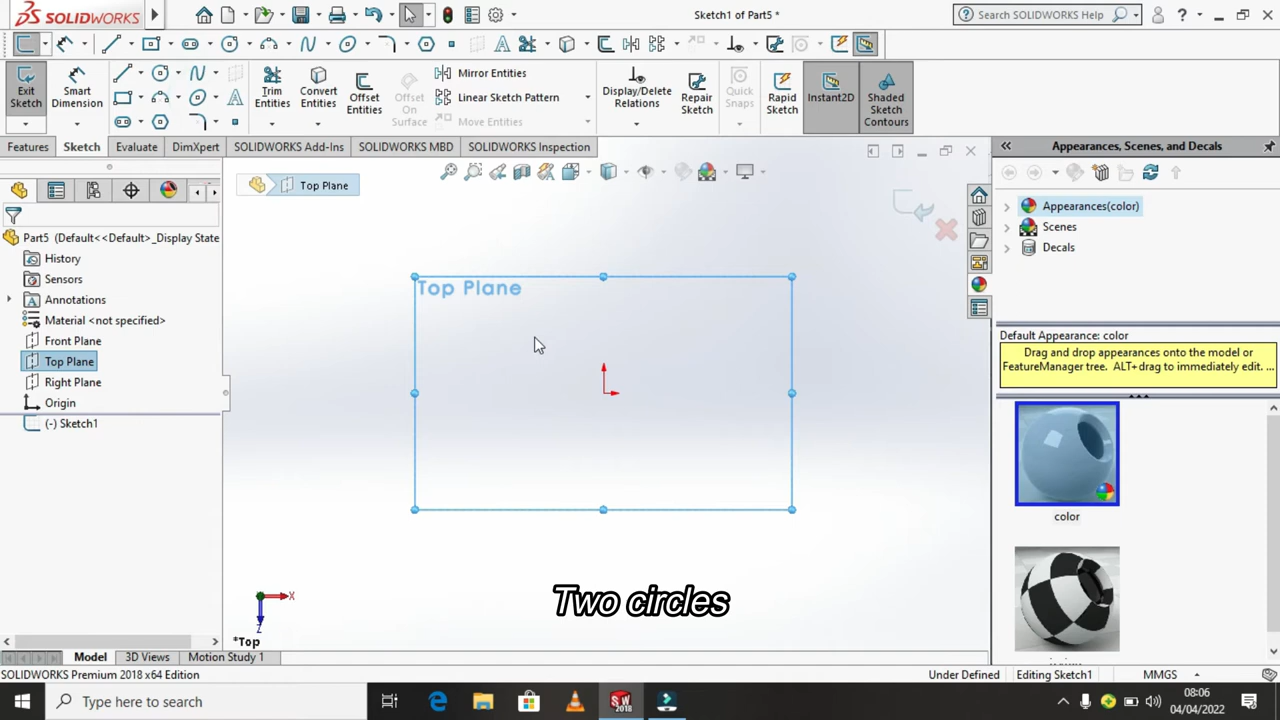 SOLIDWORKS
Sketch1 of Part5 *
Search SOLIDWORKS Help
Exit Sketch
Smart Dimension
Trim Entities
Convert Entities
Offset Entities
Offset On Surface
Mirror Entities
Linear Sketch Pattern
Move Entities
Display/Delete Relations
Repair Sketch
Quick Snaps
Rapid Sketch
Instant2D
Shaded Sketch Contours
Features
Sketch
Evaluate
DimXpert
SOLIDWORKS Add-Ins
SOLIDWORKS MBD
SOLIDWORKS Inspection
Appearances, Scenes, and Decals
Top Plane
Appearances(color)
Scenes
Decals
Part5 (Default<<Default>_Display State
History
Sensors
Annotations
Material <not specified>
Front Plane
Top Plane
Right Plane
Origin
(-) Sketch1
Top Plane
Default Appearance: color
Drag and drop appearances onto the model or
FeatureManager tree. ALT+drag to immediately edit. ...
color
Two circles
X
Z
*Top
Model
3D Views
Motion Study 1
SOLIDWORKS Premium 2018 x64 Edition
Under Defined
Editing Sketch1
MMGS
Type here to search
SW
2018
08:06
04/04/2022